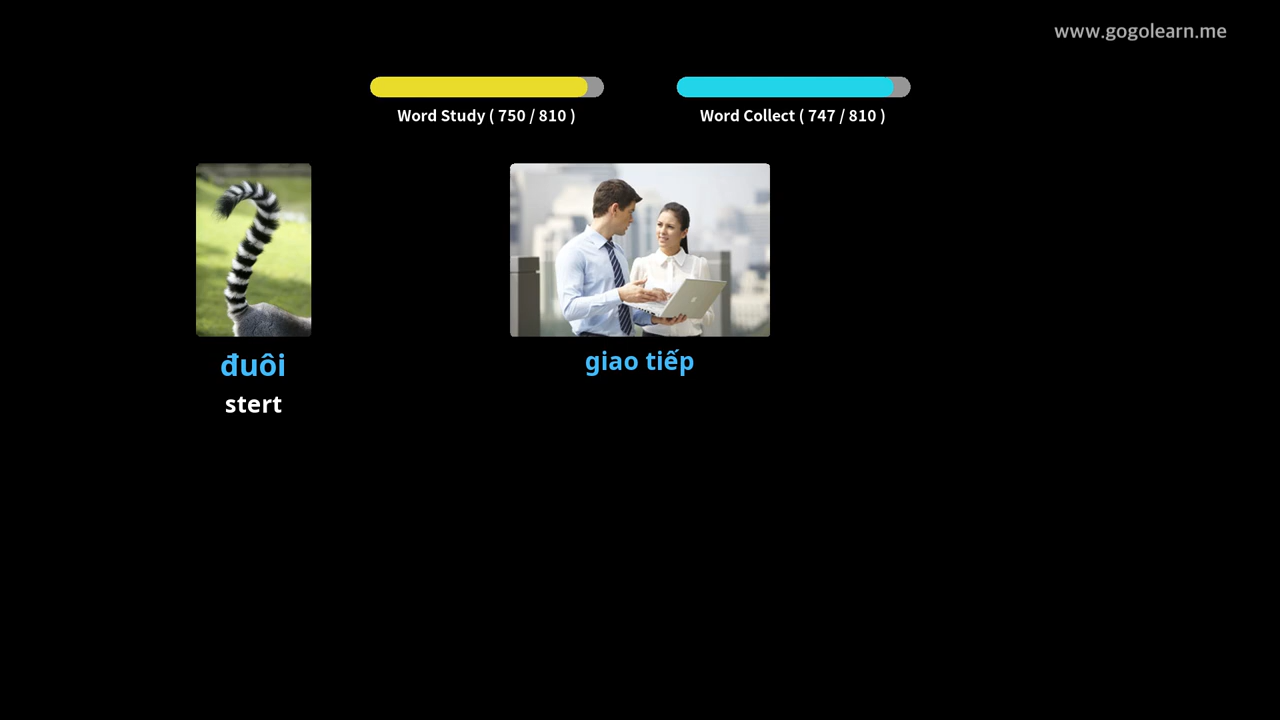 www.gogolearn.me
Word Study ( 750 / 810 )
Word Collect ( 747 / 810 )
đuôi
stert
giao tiếp